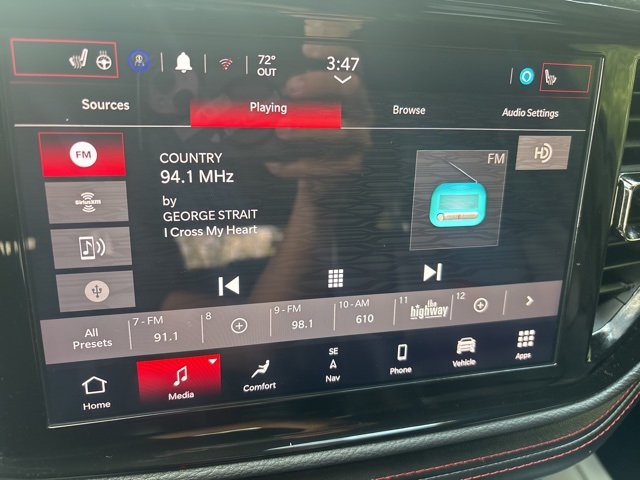 72°
OUT
3:47
Sources
Playing
Browse
Audio Settings
FM
SiriusXM
COUNTRY
94.1 MHz
by
GEORGE STRAIT
I Cross My Heart
FM
HD
All
Presets
7 - FM
91.1
8
9 - FM
98.1
10 - AM
610
11
the
highway
12
Home
Media
Comfort
SE
Nav
Phone
Vehicle
Apps